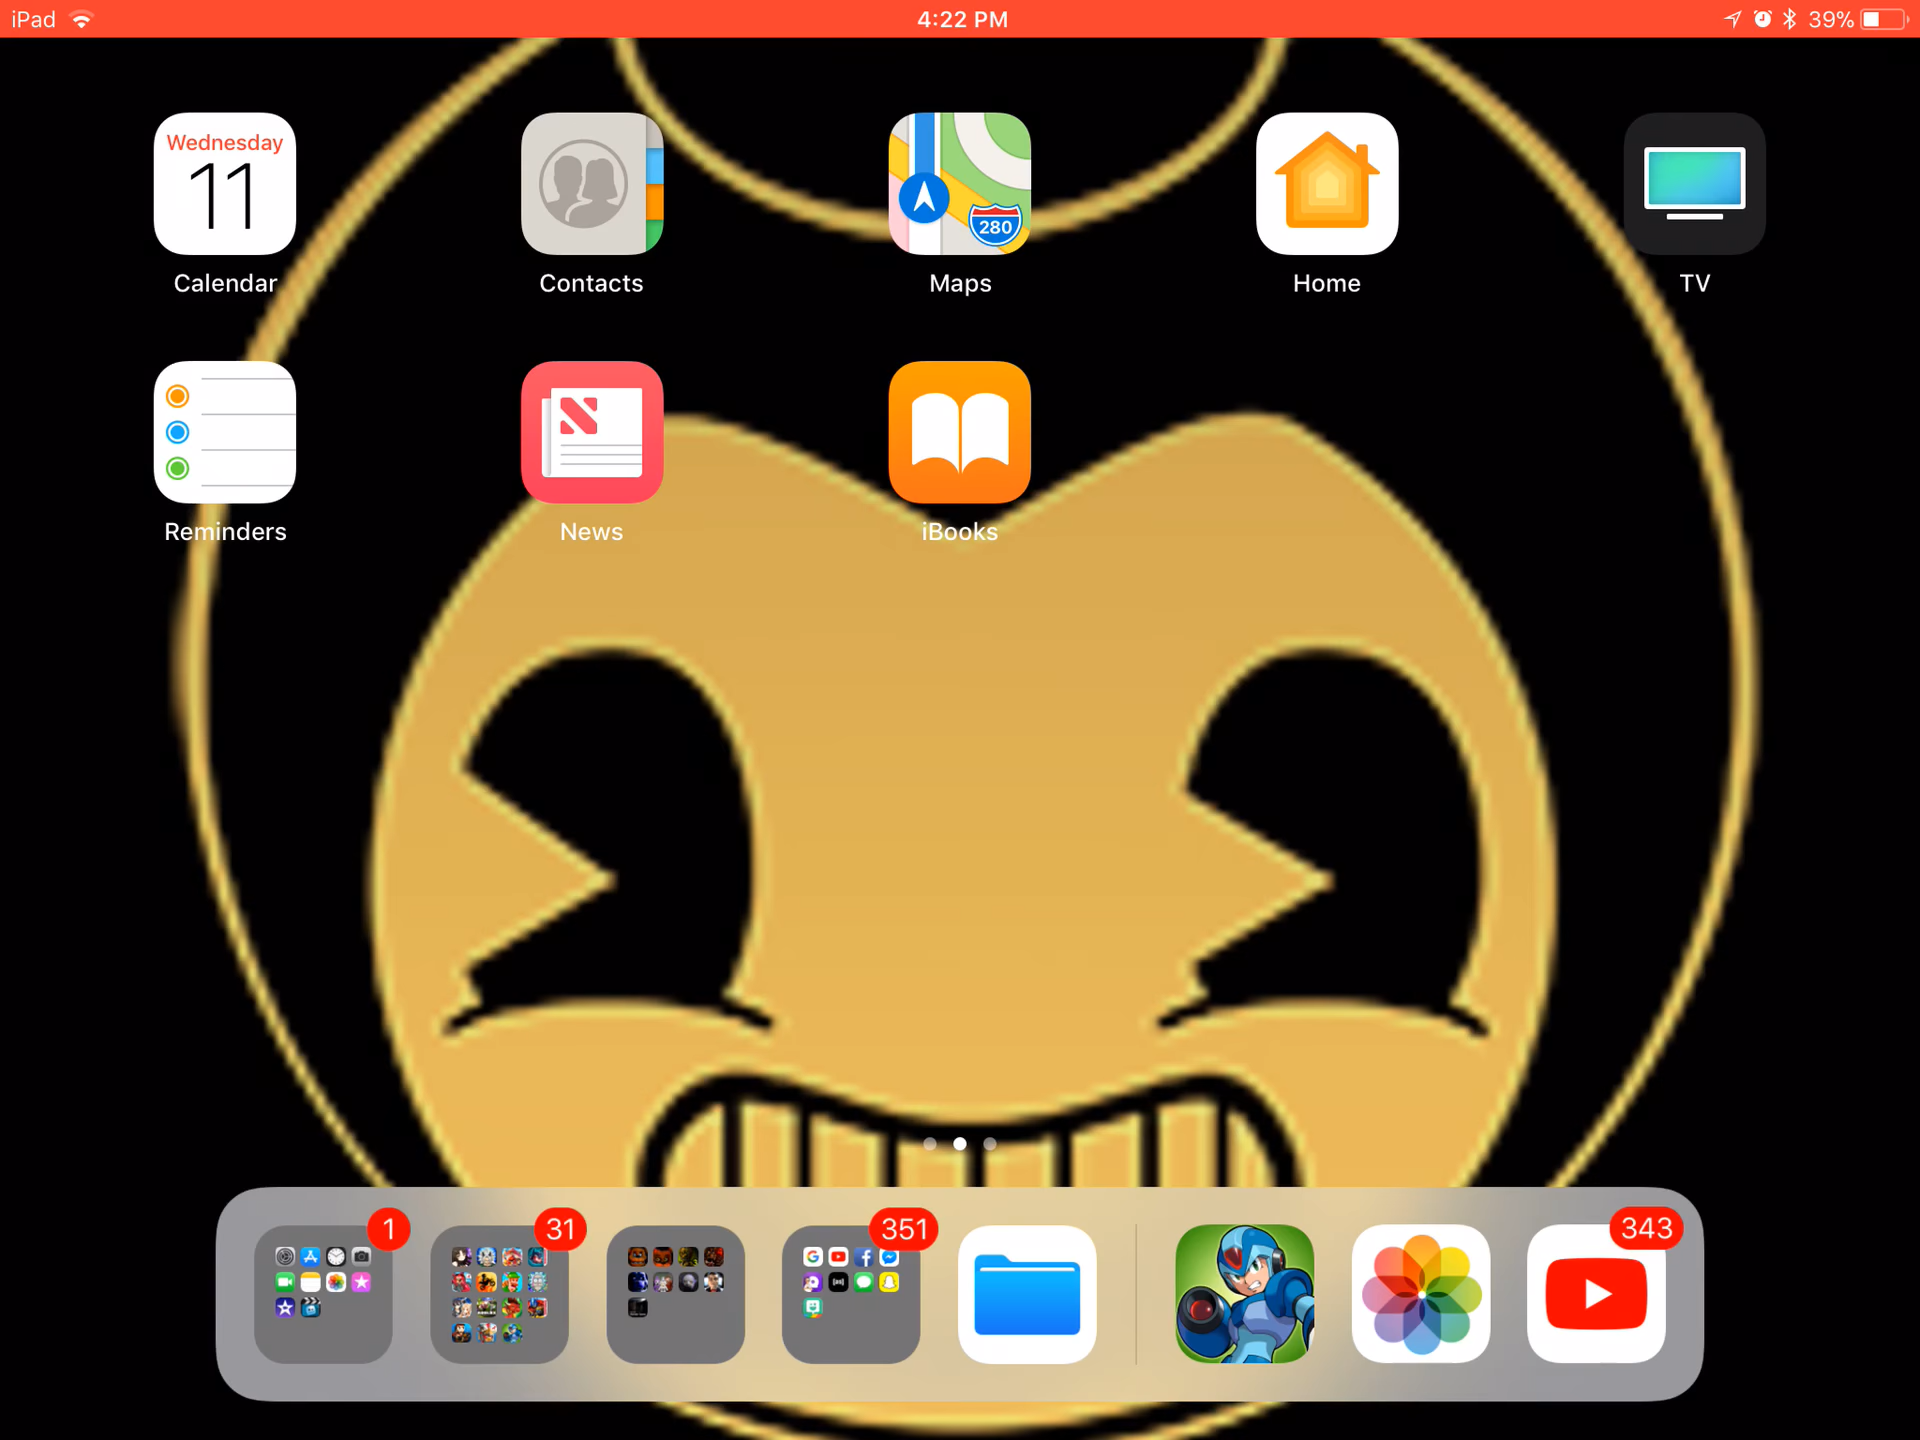 iPad
4:22 PM
39%
Wednesday
11
280
Calendar
Contacts
Maps
Home
TV
Reminders
News
iBooks
1
31
351
343